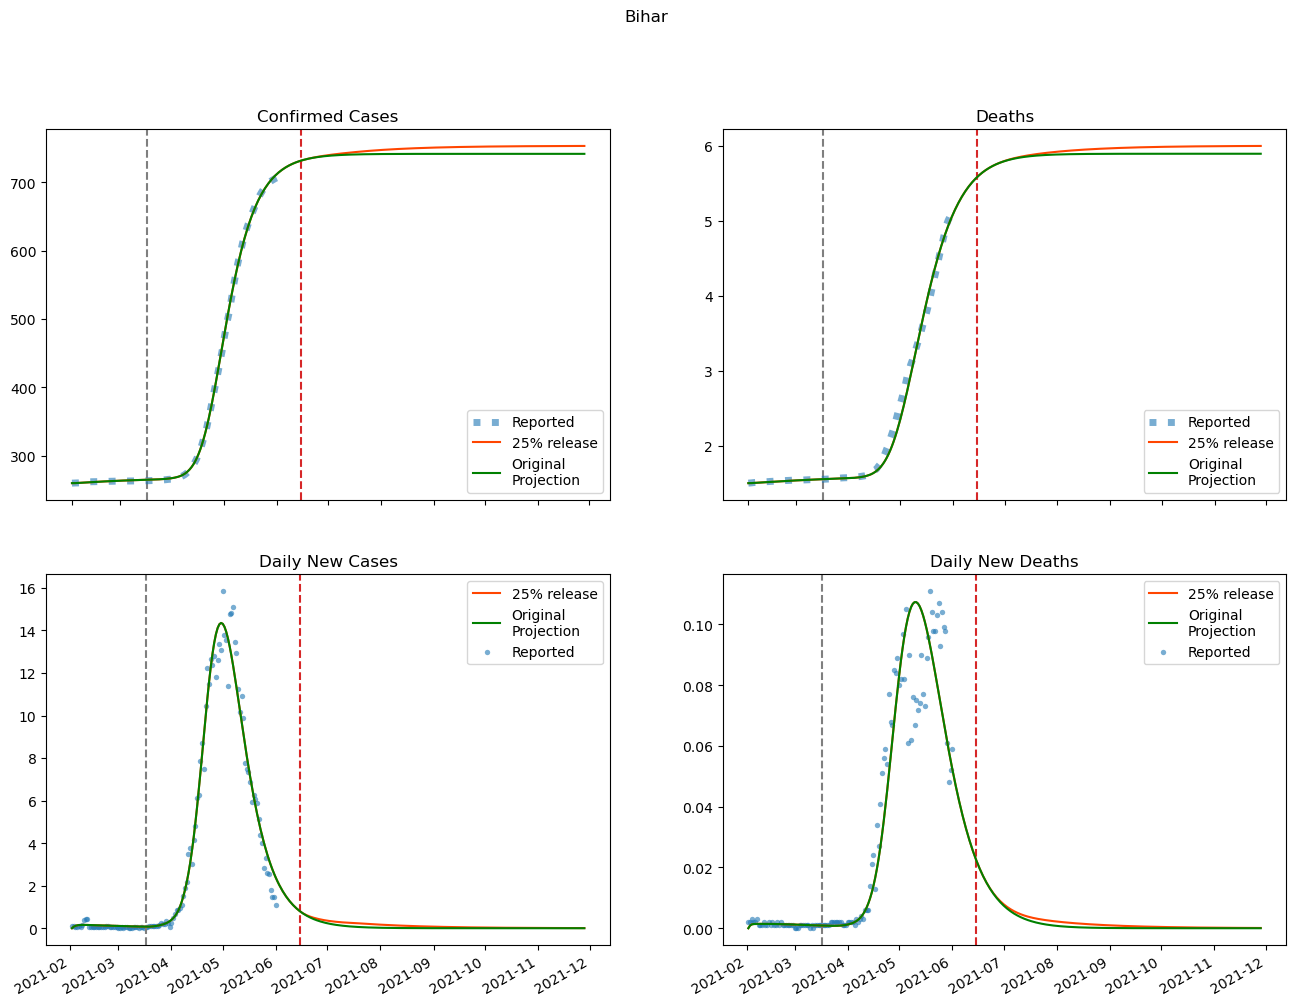 Bihar
Confirmed Cases
700
600
500
400
300
Reported
25% release
Original
Projection
Deaths
6
5
4
3
2
Reported
25% release
Original
Projection
Daily New Cases
16
14
12
10
8
6
4
2
0
25% release
Original
Projection
Reported
2021-02
2021-03
2021-04
2021-05
2021-06
2021-07
2021-08
2021-09
2021-10
2021-11
2021-12
Daily New Deaths
0.10
0.08
0.06
0.04
0.02
0.00
25% release
Original
Projection
Reported
2021-02
2021-03
2021-04
2021-05
2021-06
2021-07
2021-08
2021-09
2021-10
2021-11
2021-12